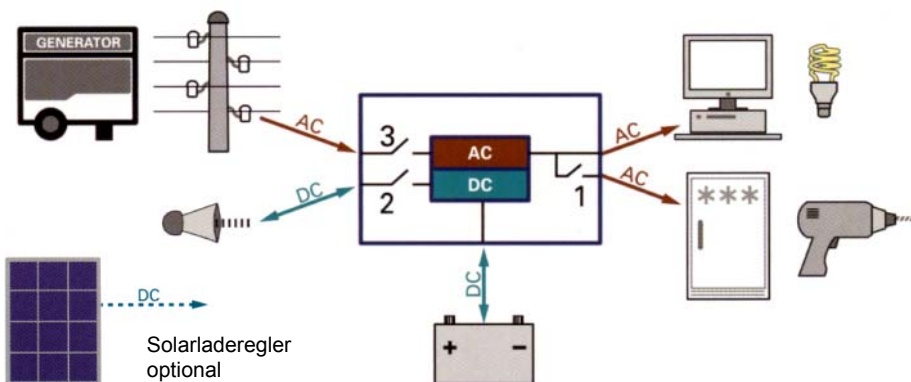 GENERATOR
AC
3
AC
DC
2
1
AC
AC
DC
DC
DC
+ −
Solarladeregler
optional